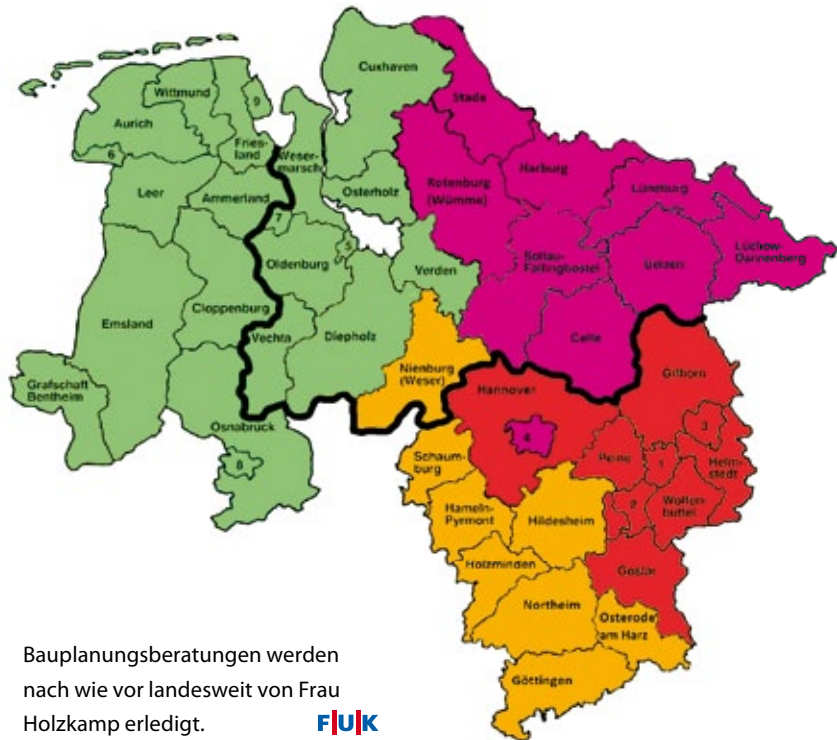 Cuxhaven
Stade
Wittmund
9
Aurich
6
Fries-
land
Weser-
marsch
Harburg
Rotenburg
(Wümme)
Lüneburg
Leer
Ammerland
Osterholz
7
5
Oldenburg
Verden
Soltau-
Fallingbostel
Uelzen
Lüchow-
Dannenberg
Emsland
Cloppenburg
Vechta
Diepholz
Celle
Nienburg
(Weser)
Gifhorn
Grafschaft
Bentheim
Hannover
Osnabrück
4
3
Peine
1
Helm-
stedt
Schaum-
burg
8
2
Wolfen-
büttel
Hameln-
Pyrmont
Hildesheim
Holzminden
Goslar
Northeim
Osterode
am Harz
Göttingen
Bauplanungsberatungen werden
nach wie vor landesweit von Frau
Holzkamp erledigt.
F|U|K